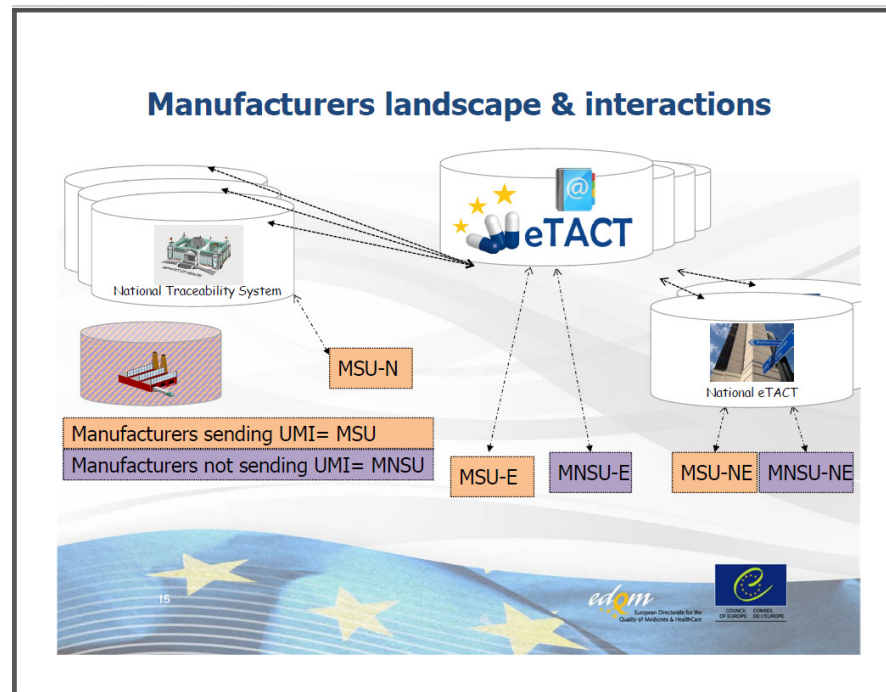 Manufacturers landscape & interactions
@
eTACT
National Traceability System
National eTACT
MSU-N
Manufacturers sending UMI= MSU
Manufacturers not sending UMI= MNSU
MSU-E
MNSU-E
MSU-NE
MNSU-NE
15
edQm
European Directorate for the
Quality of Medicines & HealthCare
COUNCIL CONSEIL
OF EUROPE DE L'EUROPE